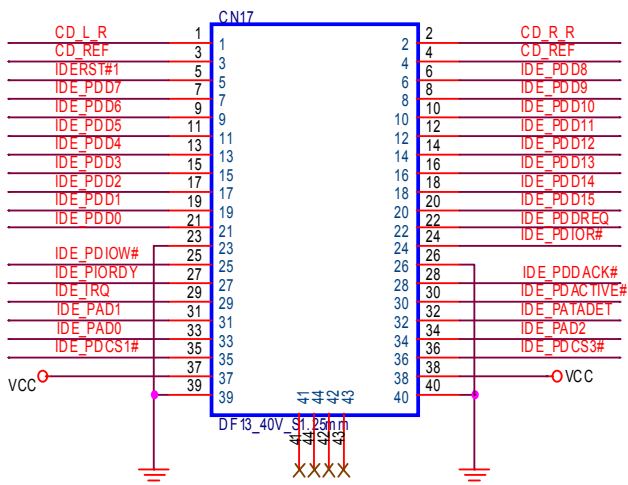 CN17
CD_L_R 1 1 2 2 CD_R_R
CD_REF 3 3 4 4 CD_REF
IDERST#1 5 5 6 6 IDE_PDD8
IDE_PDD7 7 7 8 8 IDE_PDD9
IDE_PDD6 9 9 10 10 IDE_PDD10
IDE_PDD5 11 11 12 12 IDE_PDD11
IDE_PDD4 13 13 14 14 IDE_PDD12
IDE_PDD3 15 15 16 16 IDE_PDD13
IDE_PDD2 17 17 18 18 IDE_PDD14
IDE_PDD1 19 19 20 20 IDE_PDD15
IDE_PDD0 21 21 22 22 IDE_PDDREQ
23 23 24 24 IDE_PDIOR#
IDE_PDIOW# 25 25 26 26
IDE_PIORDY 27 27 28 28 IDE_PDDACK#
IDE_IRQ 29 29 30 30 IDE_PDACTIVE#
IDE_PAD1 31 31 32 32 IDE_PATADET
IDE_PAD0 33 33 34 34 IDE_PAD2
IDE_PDCS1# 35 35 36 36 IDE_PDCS3#
VCC 37 37 38 38 VCC
39 39 40 40
41 44 42 43
DF13_40V_S1.25mm
41 44 42 43